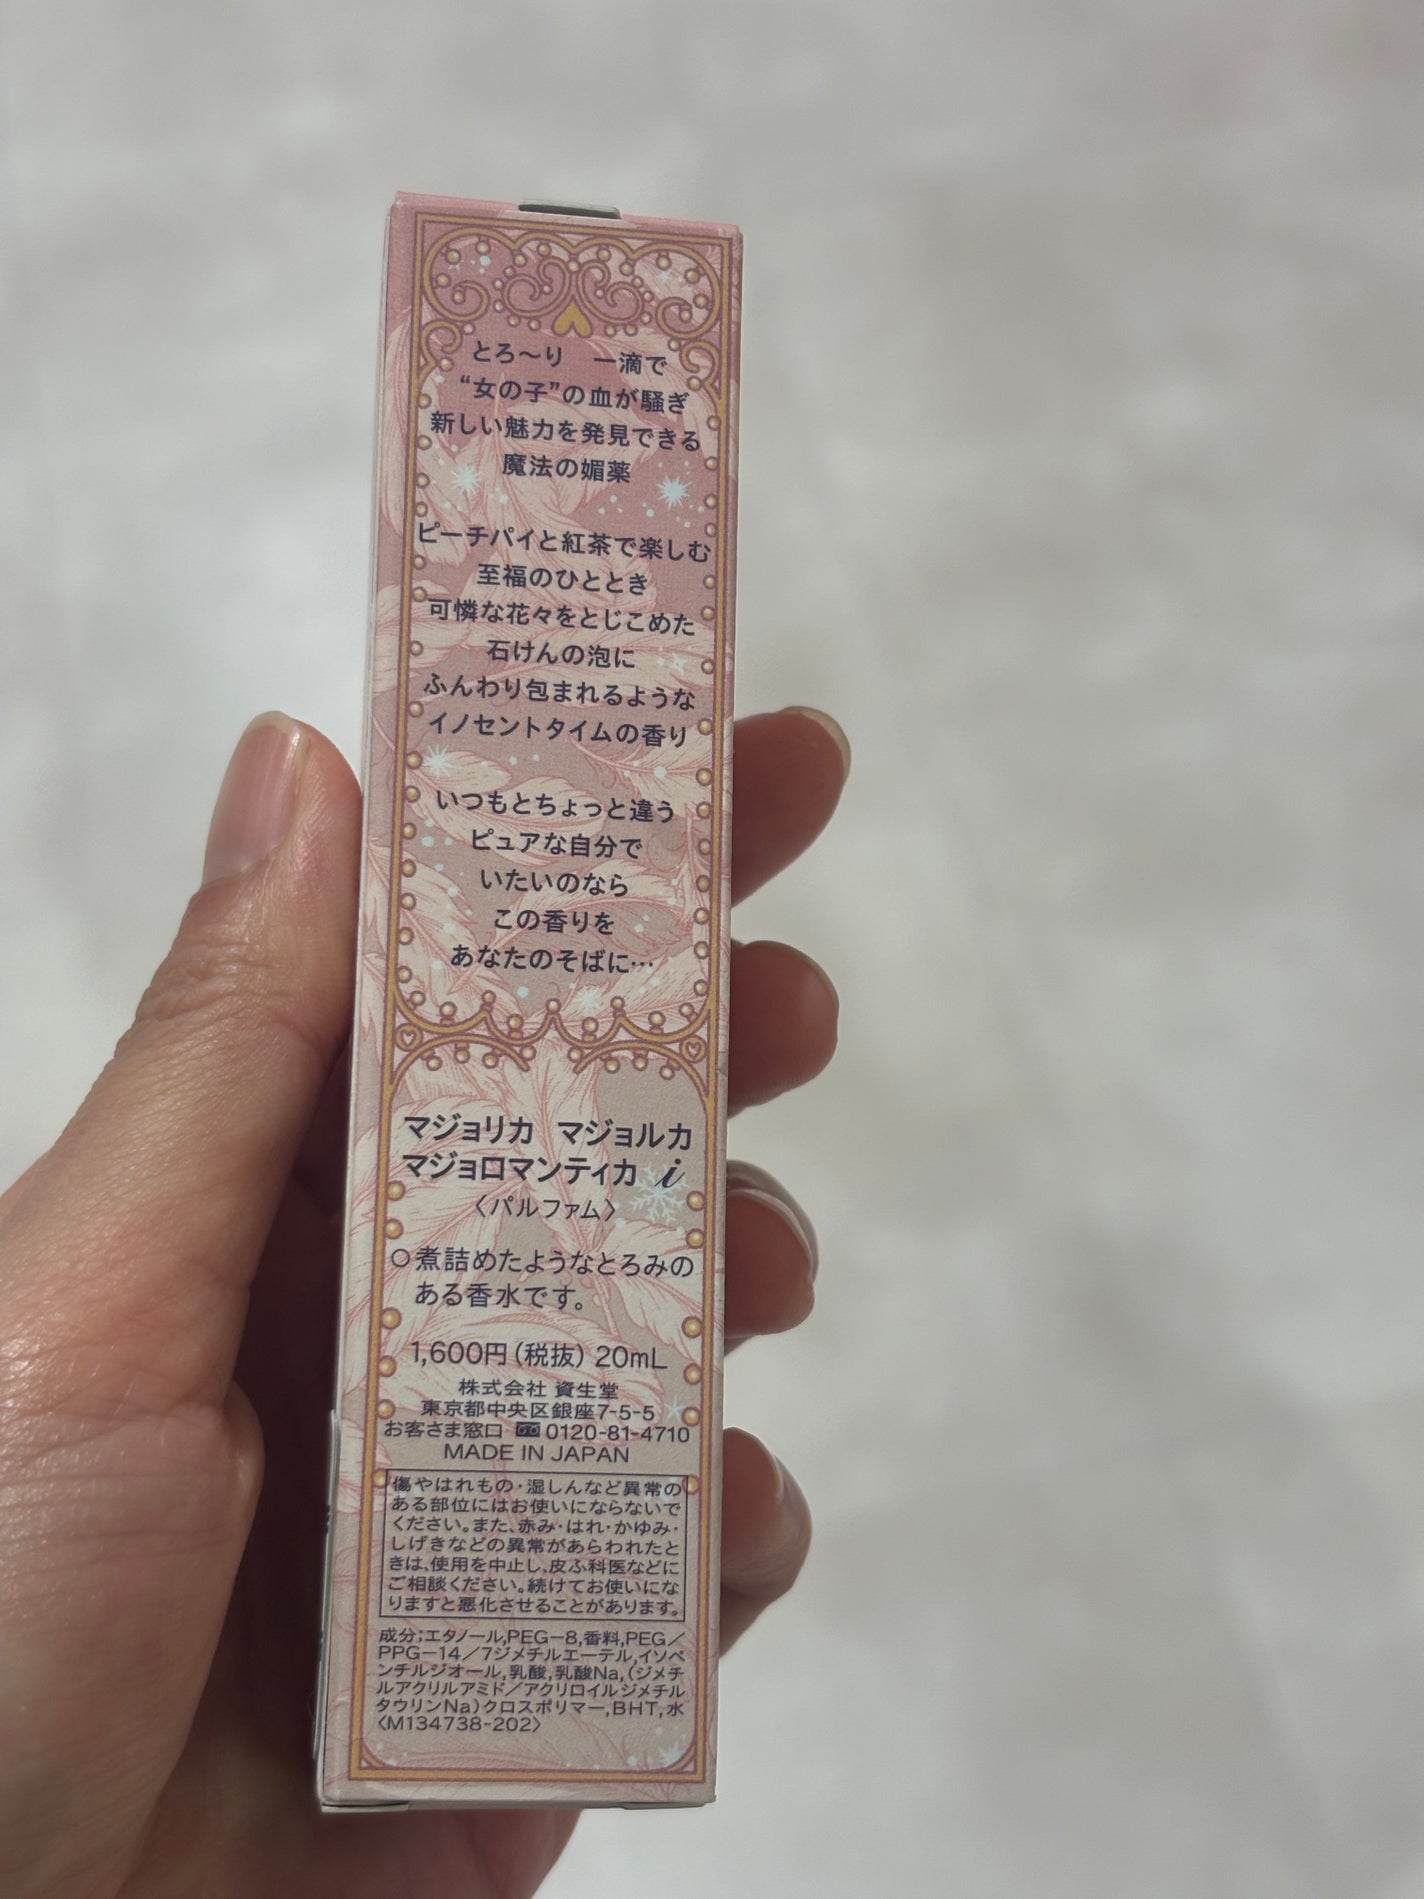 とろ〜り　一滴で
“女の子”の血が騒ぎ
新しい魅力を発見できる
魔法の媚薬
ピーチパイと紅茶で楽しむ
至福のひととき
可憐な花々をとじこめた
石けんの泡に
ふんわり包まれるような
イノセントタイムの香り
いつもとちょっと違う
ピュアな自分で
いたいのなら
この香りを
あなたのそばに…
マジョリカ　マジョルカ
マジョロマンティカ i
〈パルファム〉
○煮詰めたようなとろみの
ある香水です。
1,600円（税抜）20mL
株式会社 資生堂
東京都中央区銀座7-5-5
お客さま窓口 0120-81-4710
MADE IN JAPAN
傷やはれもの・湿しんなど異常の
ある部位にはお使いにならないで
ください。また、赤み・はれ・かゆみ・
しげきなどの異常があらわれたと
きは、使用を中止し、皮ふ科医などに
ご相談ください。続けてお使いにな
りますと悪化させることがあります。
成分;エタノール,PEG－8,香料,PEG／
PPG－14／7ジメチルエーテル,イソペ
ンチルジオール,乳酸,乳酸Na,(ジメチ
ルアクリルアミド／アクリロイルジメチル
タウリンNa)クロスポリマー,BHT,水
〈M134738-202〉